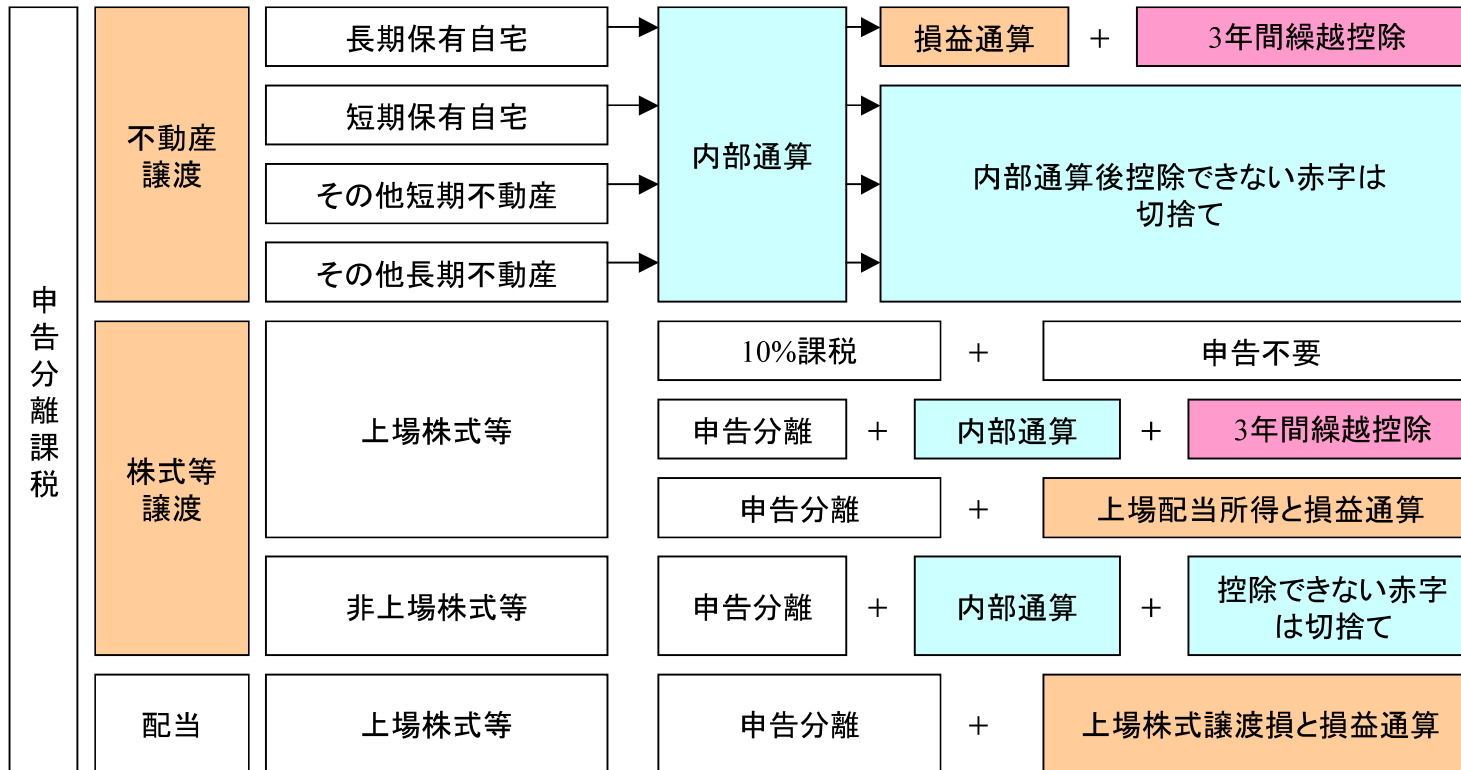 申告分離課税
不動産
譲渡
長期保有自宅
短期保有自宅
その他短期不動産
その他長期不動産
内部通算
損益通算 + 3年間繰越控除
内部通算後控除できない赤字は
切捨て
株式等
譲渡
上場株式等
10%課税 + 申告不要
申告分離 + 内部通算 + 3年間繰越控除
申告分離 + 上場配当所得と損益通算
非上場株式等
申告分離 + 内部通算 + 控除できない赤字
は切捨て
配当
上場株式等
申告分離 + 上場株式譲渡損と損益通算